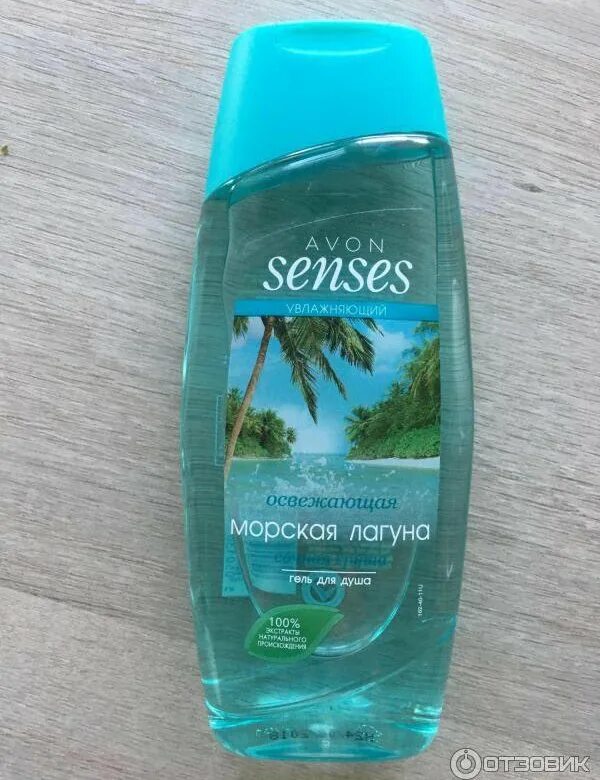 AVON
senses
УВЛАЖНЯЮЩИЙ
освежающая
МОРСКАЯ ЛАГУНА
гель для душа
100%
ЭКСТРАКТЫ
НАТУРАЛЬНОГО
ПРОИСХОЖДЕНИЯ
ОТЗОВИК